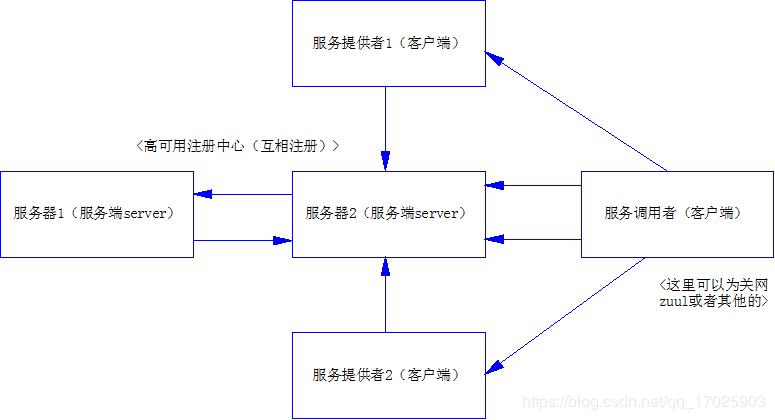 服务提供者1（客户端）
<高可用注册中心（互相注册）>
服务器1（服务端server）
服务器2（服务端server）
服务调用者（客户端）
<这里可以为关网
zuul或者其他的>
服务提供者2（客户端）
https://blog.csdn.net/qq_17025903